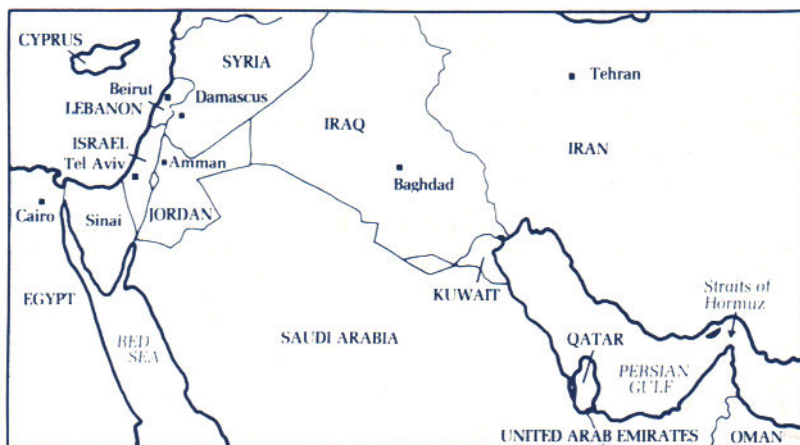 CYPRUS
SYRIA
Beirut
LEBANON
Damascus
Tehran
IRAQ
ISRAEL
Tel Aviv
Amman
IRAN
Baghdad
Cairo
Sinai
JORDAN
EGYPT
KUWAIT
Straits of
Hormuz
RED
SEA
SAUDI ARABIA
QATAR
PERSIAN
GULF
UNITED ARAB EMIRATES
OMAN